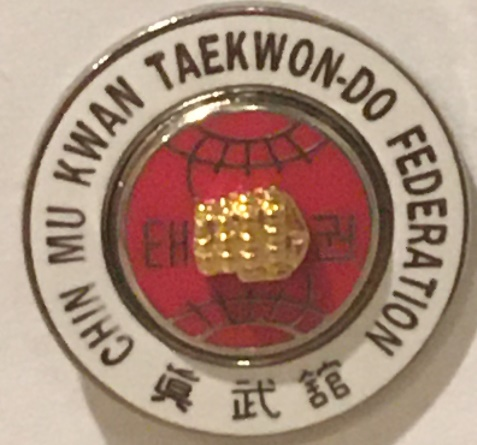 CHIN MU KWAN TAEKWON-DO FEDERATION
태 권
眞武館